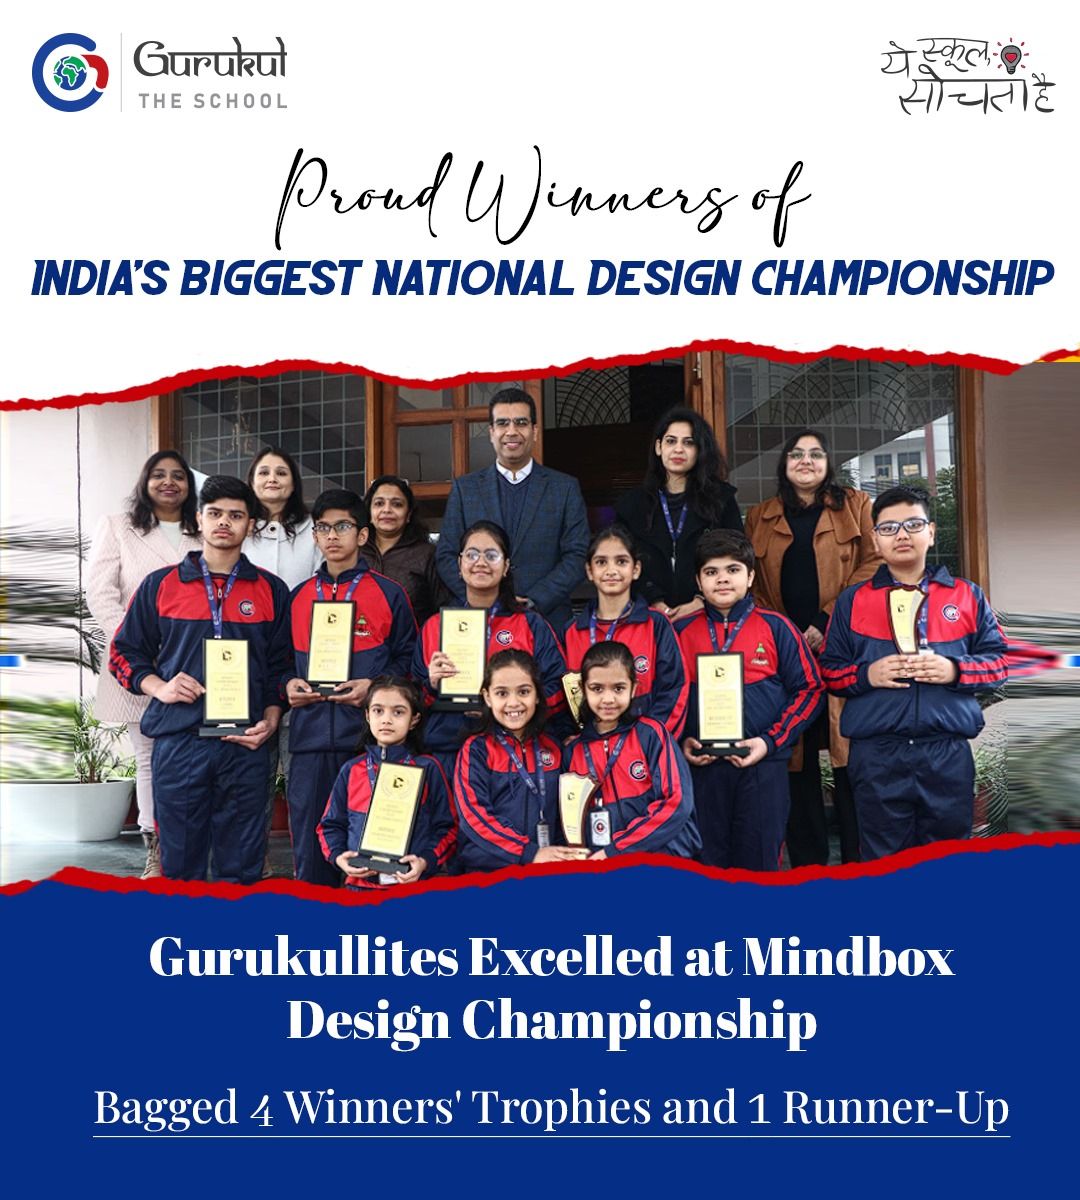 Gurukul
THE SCHOOL
ये स्कूल,
सोचता है
Proud Winners of
INDIA'S BIGGEST NATIONAL DESIGN CHAMPIONSHIP
Gurukullites Excelled at Mindbox
Design Championship
Bagged 4 Winners' Trophies and 1 Runner-Up